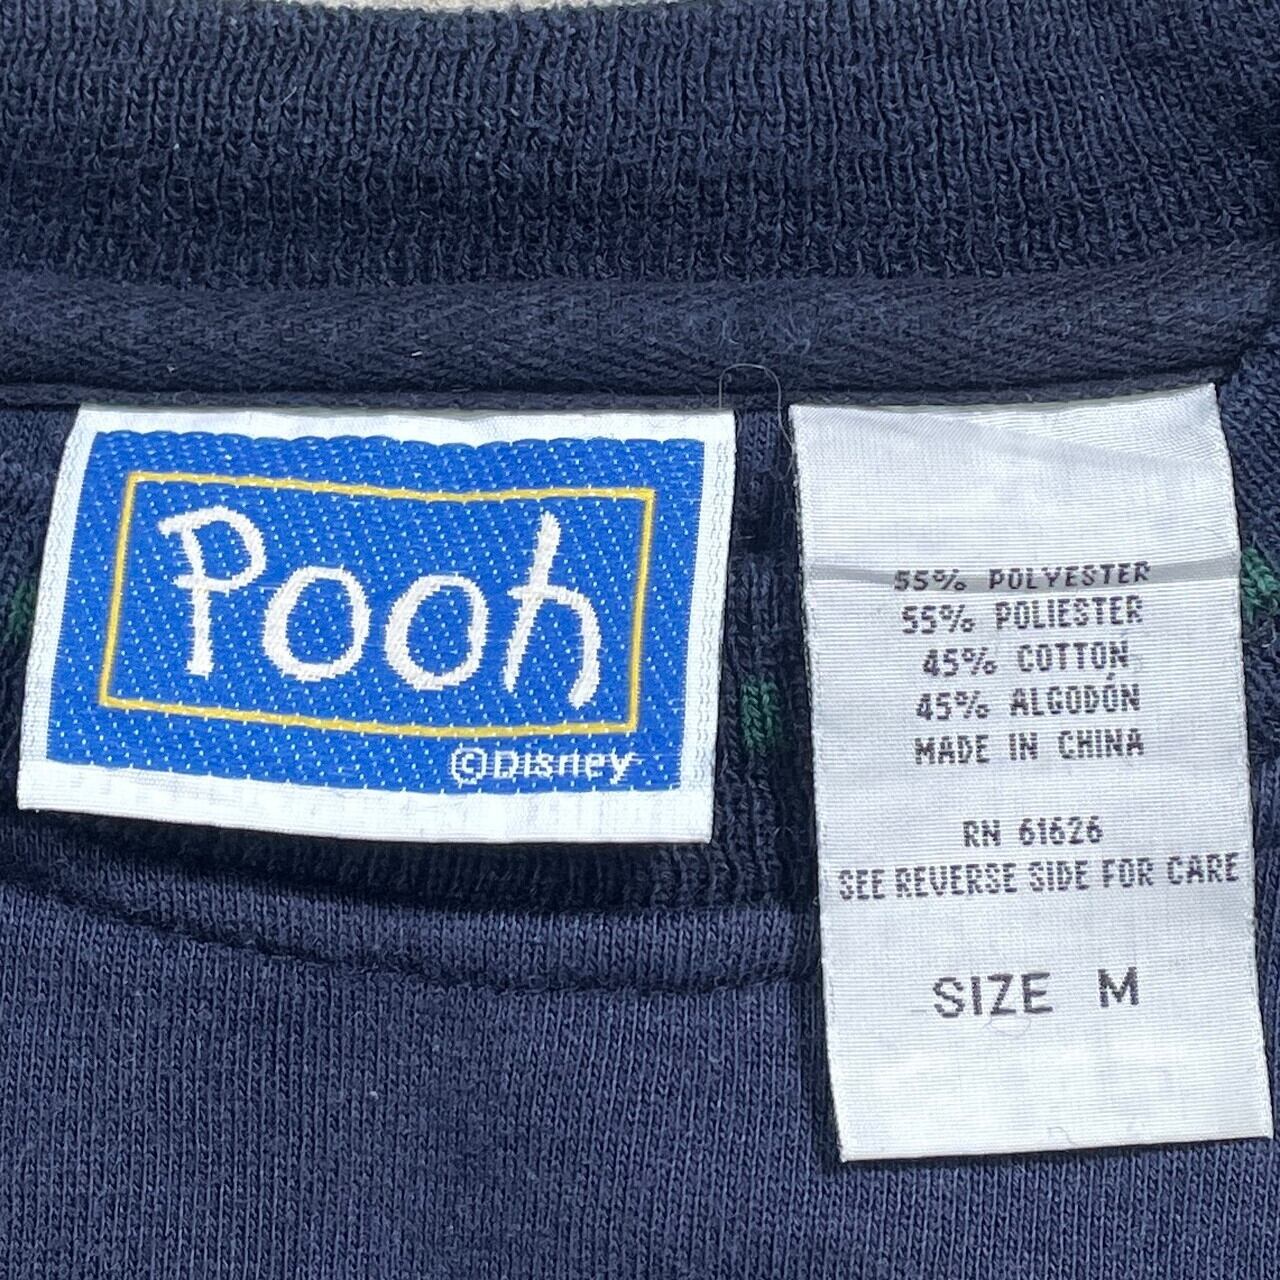 Pooh
©Disney
55% POLYESTER
55% POLIESTER
45% COTTON
45% ALGODÓN
MADE IN CHINA
RN 61626
SEE REVERSE SIDE FOR CARE
SIZE M